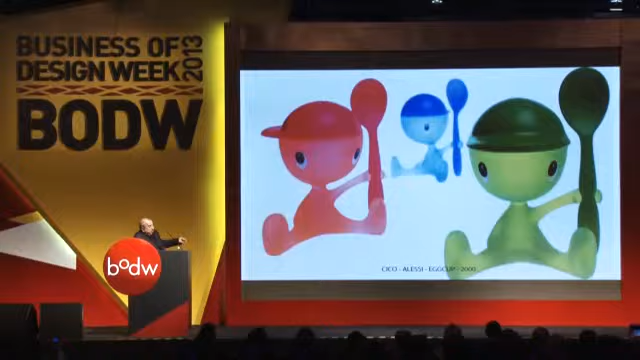 BUSINESS OF
DESIGN WEEK 2013
BODW
bodw
CICO - ALESSI - EGGCUP - 2000